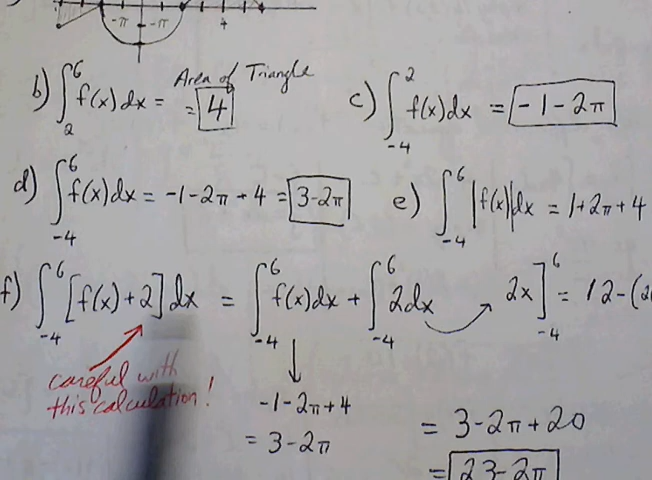 -π -π 4
b) ∫₂⁶ f(x) dx = Area of Triangle = 4
c) ∫₋₄² f(x) dx = -1-2π
d) ∫₋₄⁶ f(x) dx = -1-2π+4 = 3-2π
e) ∫₋₄⁶ |f(x)| dx = 1+2π+4
f) ∫₋₄⁶ [f(x)+2] dx = ∫₋₄⁶ f(x) dx + ∫₋₄⁶ 2dx 2x]₋₄⁶ = 12-(
careful with
this calculation!
-1-2π+4
= 3-2π
= 3-2π+20
= 23-2π